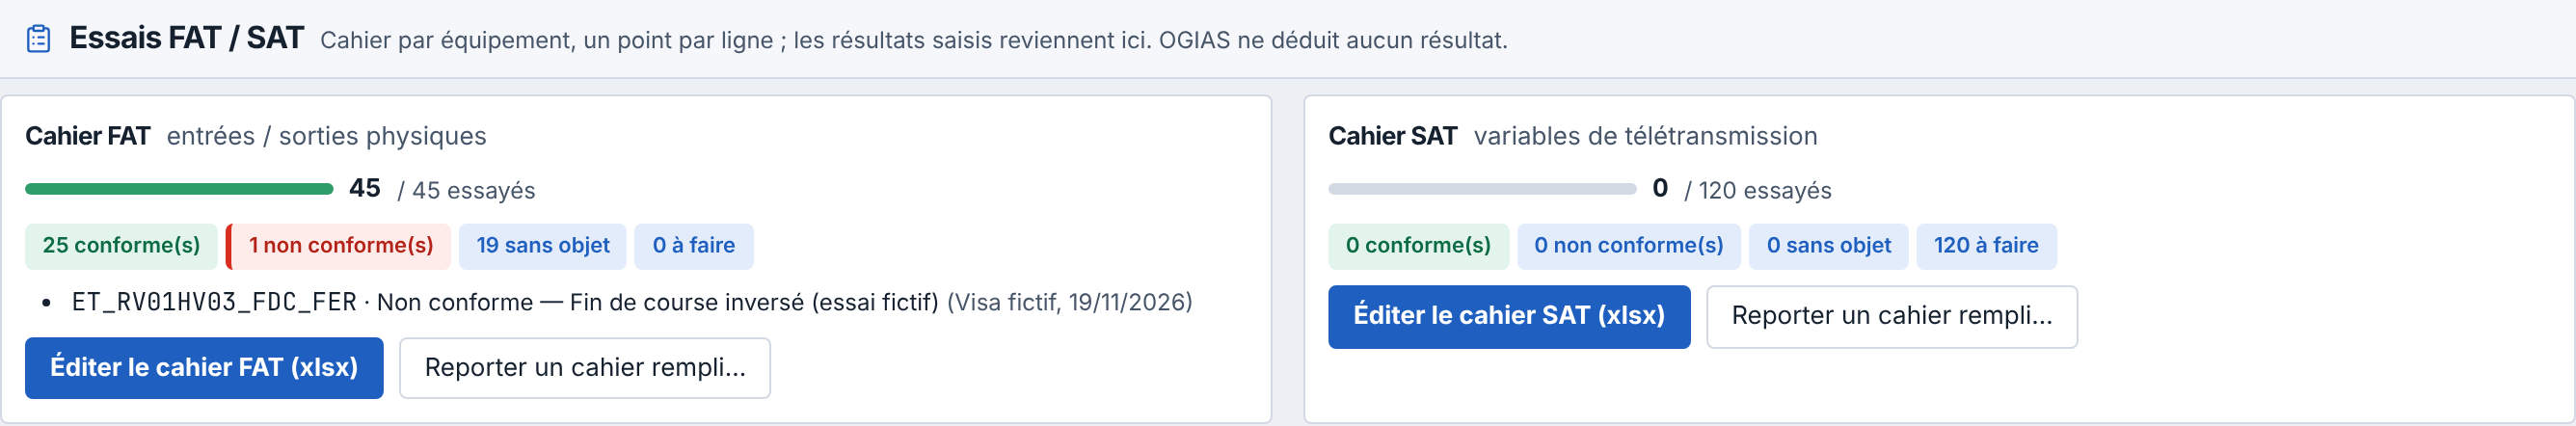 Essais FAT / SAT Cahier par équipement, un point par ligne ; les résultats saisis reviennent ici. OGIAS ne déduit aucun résultat.
Cahier FAT entrées / sorties physiques
45 / 45 essayés
25 conforme(s) 1 non conforme(s) 19 sans objet 0 à faire
• ET_RV01HV03_FDC_FER · Non conforme — Fin de course inversé (essai fictif) (Visa fictif, 19/11/2026)
Éditer le cahier FAT (xlsx) Reporter un cahier rempli...
Cahier SAT variables de télétransmission
0 / 120 essayés
0 conforme(s) 0 non conforme(s) 0 sans objet 120 à faire
Éditer le cahier SAT (xlsx) Reporter un cahier rempli...